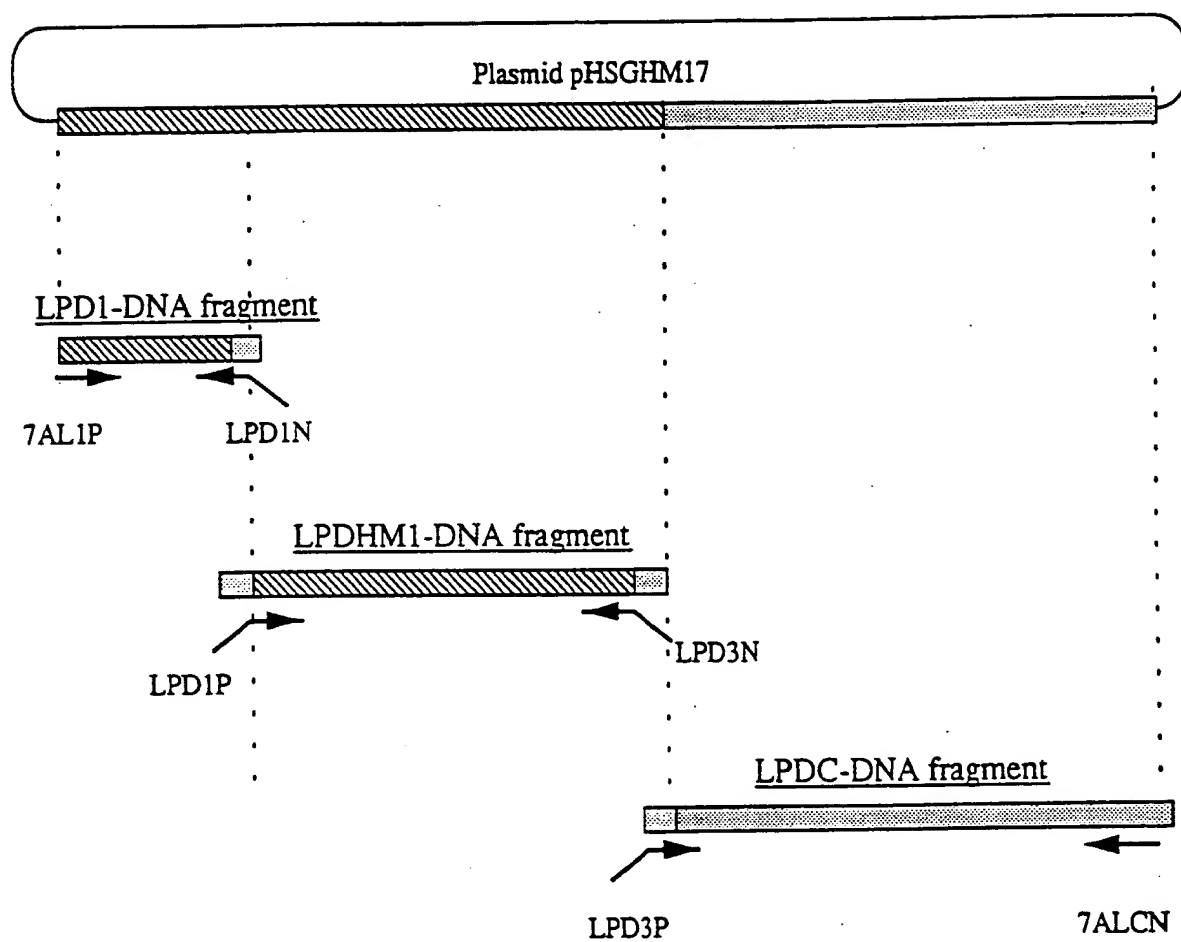 Plasmid pHSGHM17
LPD1-DNA fragment
7AL1P
LPD1N
LPDHM1-DNA fragment
LPD1P
LPD3N
LPDC-DNA fragment
LPD3P
7ALCN